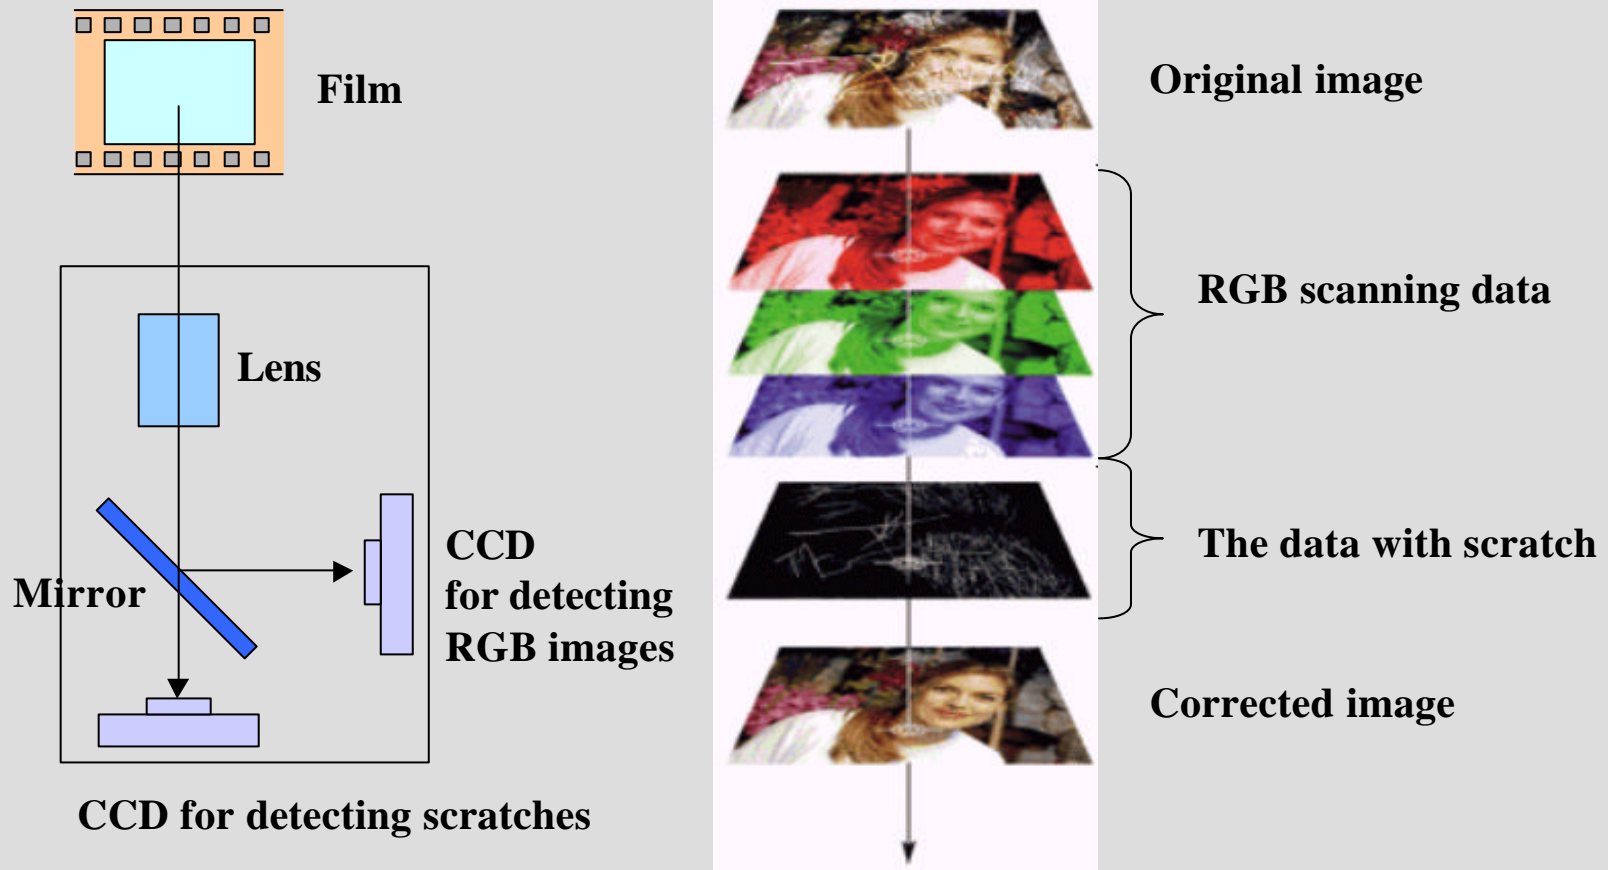 Film
Lens
Mirror
CCD
for detecting
RGB images
CCD for detecting scratches
Original image
RGB scanning data
The data with scratch
Corrected image